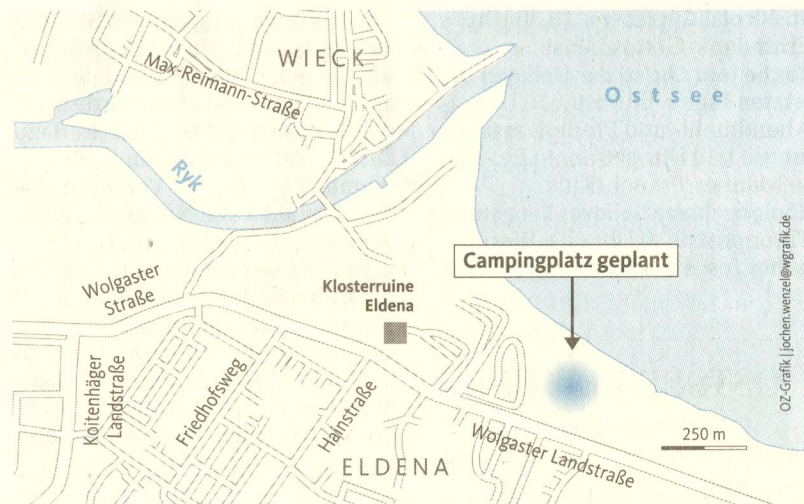 WIECK
Max-Reimann-Straße
Ostsee
Ryk
Campingplatz geplant
Wolgaster
Straße
Klosterruine
Eldena
Koitenhäger
Landstraße
Friedhofsweg
Hainstraße
Wolgaster Landstraße
250 m
ELDENA
OZ-Grafik | jochen.wenzel@wgrafik.de